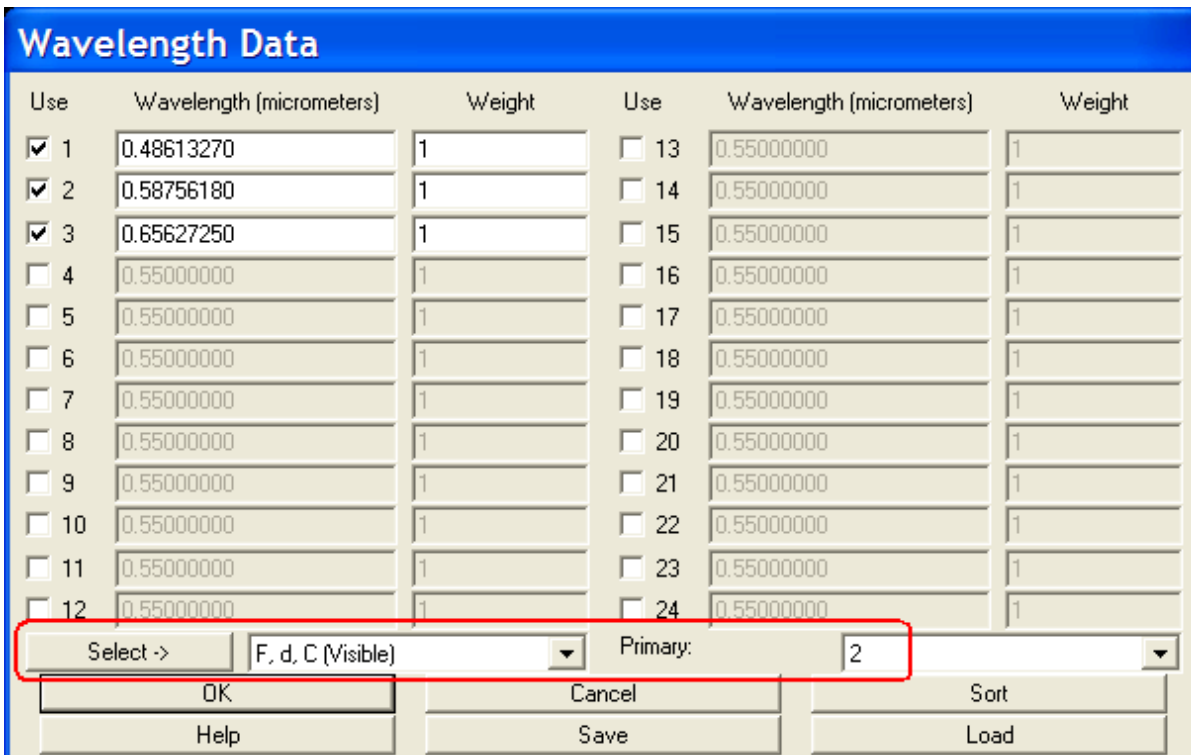 Wavelength Data
Use Wavelength (micrometers) Weight Use Wavelength (micrometers) Weight
1 0.48613270 1 13 0.55000000 1
2 0.58756180 1 14 0.55000000 1
3 0.65627250 1 15 0.55000000 1
4 0.55000000 1 16 0.55000000 1
5 0.55000000 1 17 0.55000000 1
6 0.55000000 1 18 0.55000000 1
7 0.55000000 1 19 0.55000000 1
8 0.55000000 1 20 0.55000000 1
9 0.55000000 1 21 0.55000000 1
10 0.55000000 1 22 0.55000000 1
11 0.55000000 1 23 0.55000000 1
12 0.55000000 1 24 0.55000000 1
Select -> F, d, C (Visible) Primary: 2
OK Cancel Sort
Help Save Load